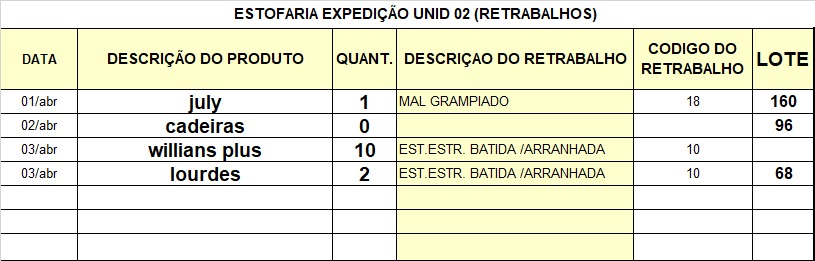 ESTOFARIA EXPEDIÇÃO UNID 02 (RETRABALHOS)
DATA DESCRIÇÃO DO PRODUTO QUANT. DESCRIÇAO DO RETRABALHO CODIGO DO RETRABALHO LOTE
01/abr july 1 MAL GRAMPIADO 18 160
02/abr cadeiras 0 96
03/abr willians plus 10 EST.ESTR. BATIDA /ARRANHADA 10
03/abr lourdes 2 EST.ESTR. BATIDA /ARRANHADA 10 68